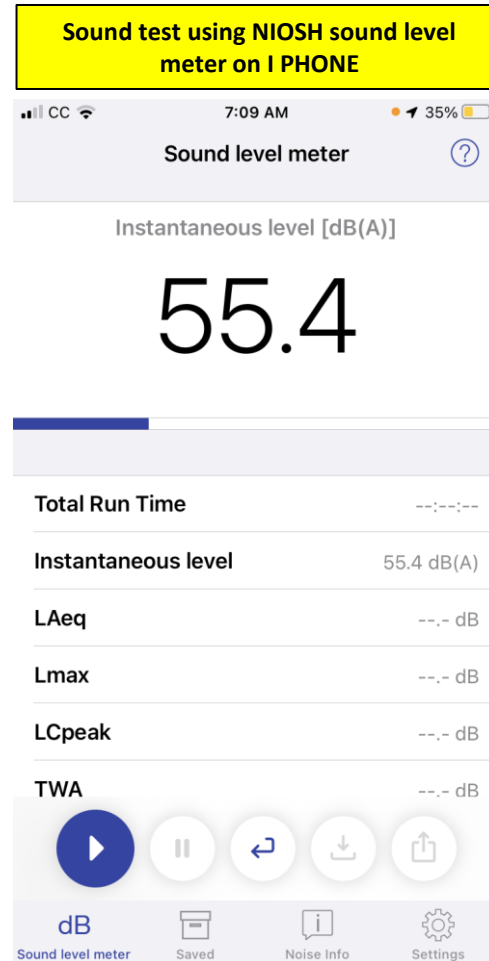 Sound test using NIOSH sound level
meter on I PHONE
CC 7:09 AM 35%
Sound level meter ?
Instantaneous level [dB(A)]
55.4
Total Run Time --:--:--
Instantaneous level 55.4 dB(A)
LAeq --.- dB
Lmax --.- dB
LCpeak --.- dB
TWA --.- dB
dB
Sound level meter Saved Noise Info Settings